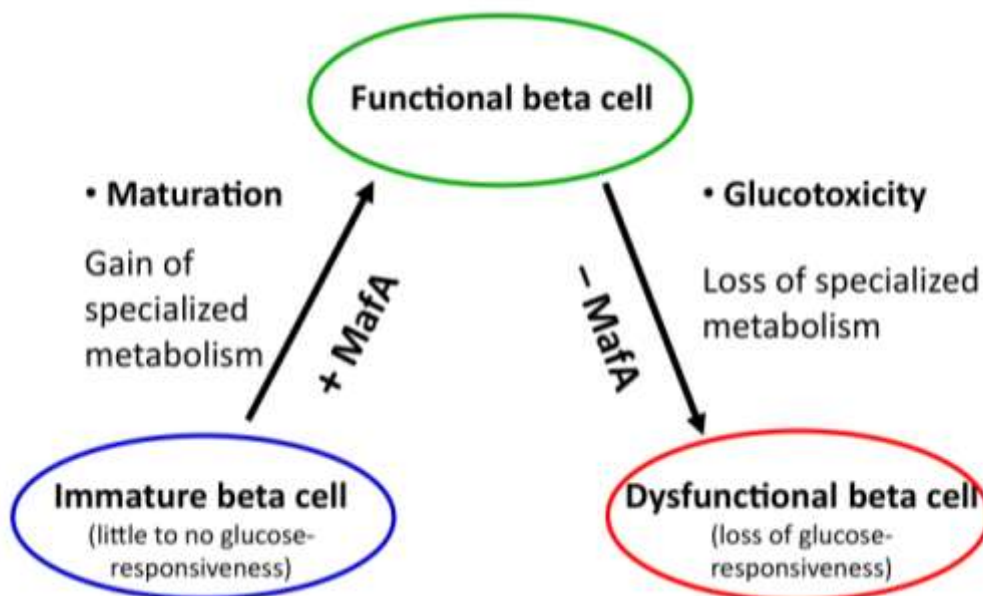 Functional beta cell
• Maturation
Gain of
specialized
metabolism
+ MafA
– MafA
• Glucotoxicity
Loss of specialized
metabolism
Immature beta cell
(little to no glucose-
responsiveness)
Dysfunctional beta cell
(loss of glucose-
responsiveness)